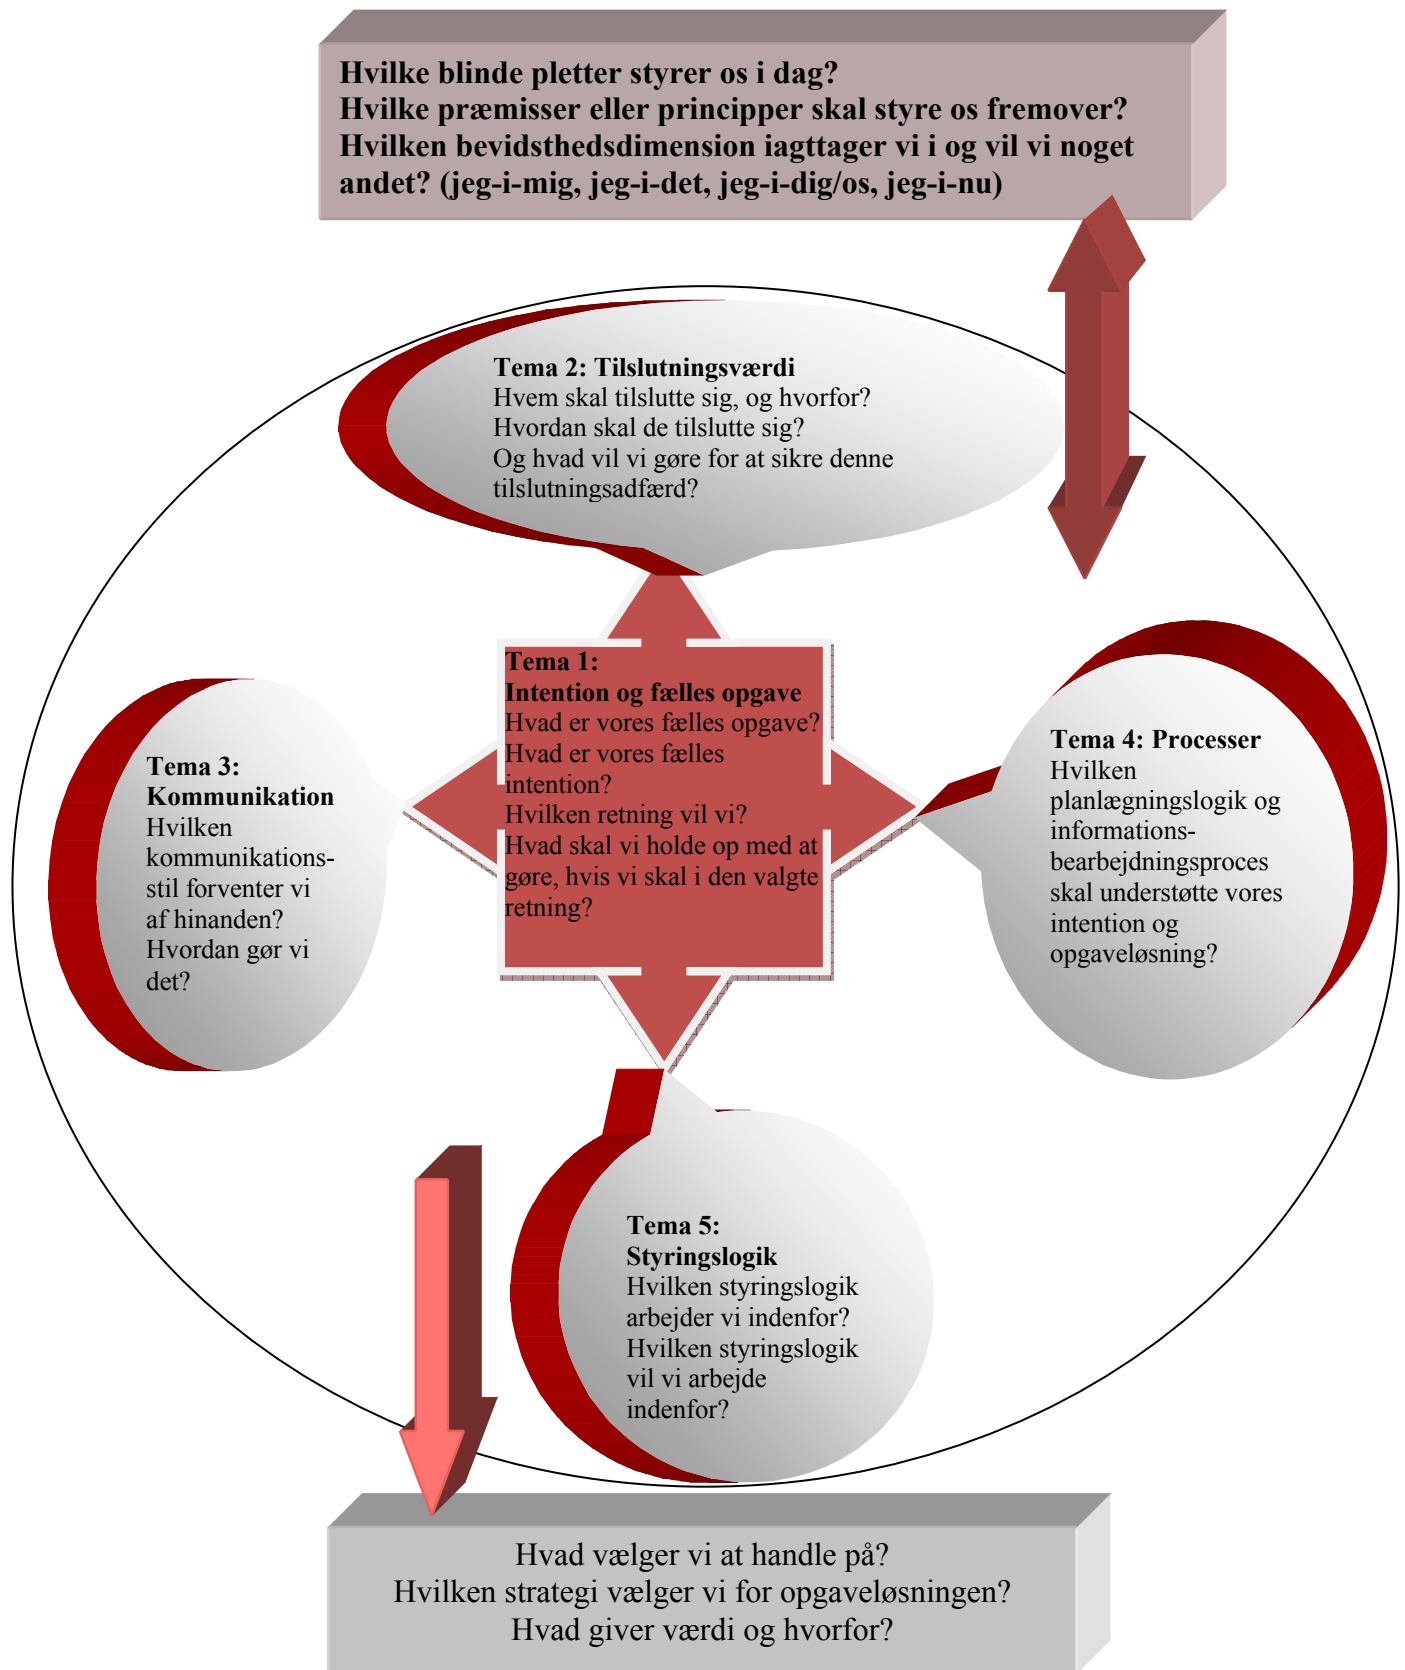 Hvilke blinde pletter styrer os i dag?
Hvilke præmisser eller principper skal styre os fremover?
Hvilken bevidsthedsdimension iagttager vi i og vil vi noget
andet? (jeg-i-mig, jeg-i-det, jeg-i-dig/os, jeg-i-nu)
Tema 2: Tilslutningsværdi
Hvem skal tilslutte sig, og hvorfor?
Hvordan skal de tilslutte sig?
Og hvad vil vi gøre for at sikre denne
tilslutningsadfærd?
Tema 1:
Intention og fælles opgave
Hvad er vores fælles opgave?
Hvad er vores fælles
intention?
Hvilken retning vil vi?
Hvad skal vi holde op med at
gøre, hvis vi skal i den valgte
retning?
Tema 3:
Kommunikation
Hvilken
kommunikations-
stil forventer vi
af hinanden?
Hvordan gør vi
det?
Tema 4: Processer
Hvilken
planlægningslogik og
informations-
bearbejdningsproces
skal understøtte vores
intention og
opgaveløsning?
Tema 5:
Styringslogik
Hvilken styringslogik
arbejder vi indenfor?
Hvilken styringslogik
vil vi arbejde
indenfor?
Hvad vælger vi at handle på?
Hvilken strategi vælger vi for opgaveløsningen?
Hvad giver værdi og hvorfor?